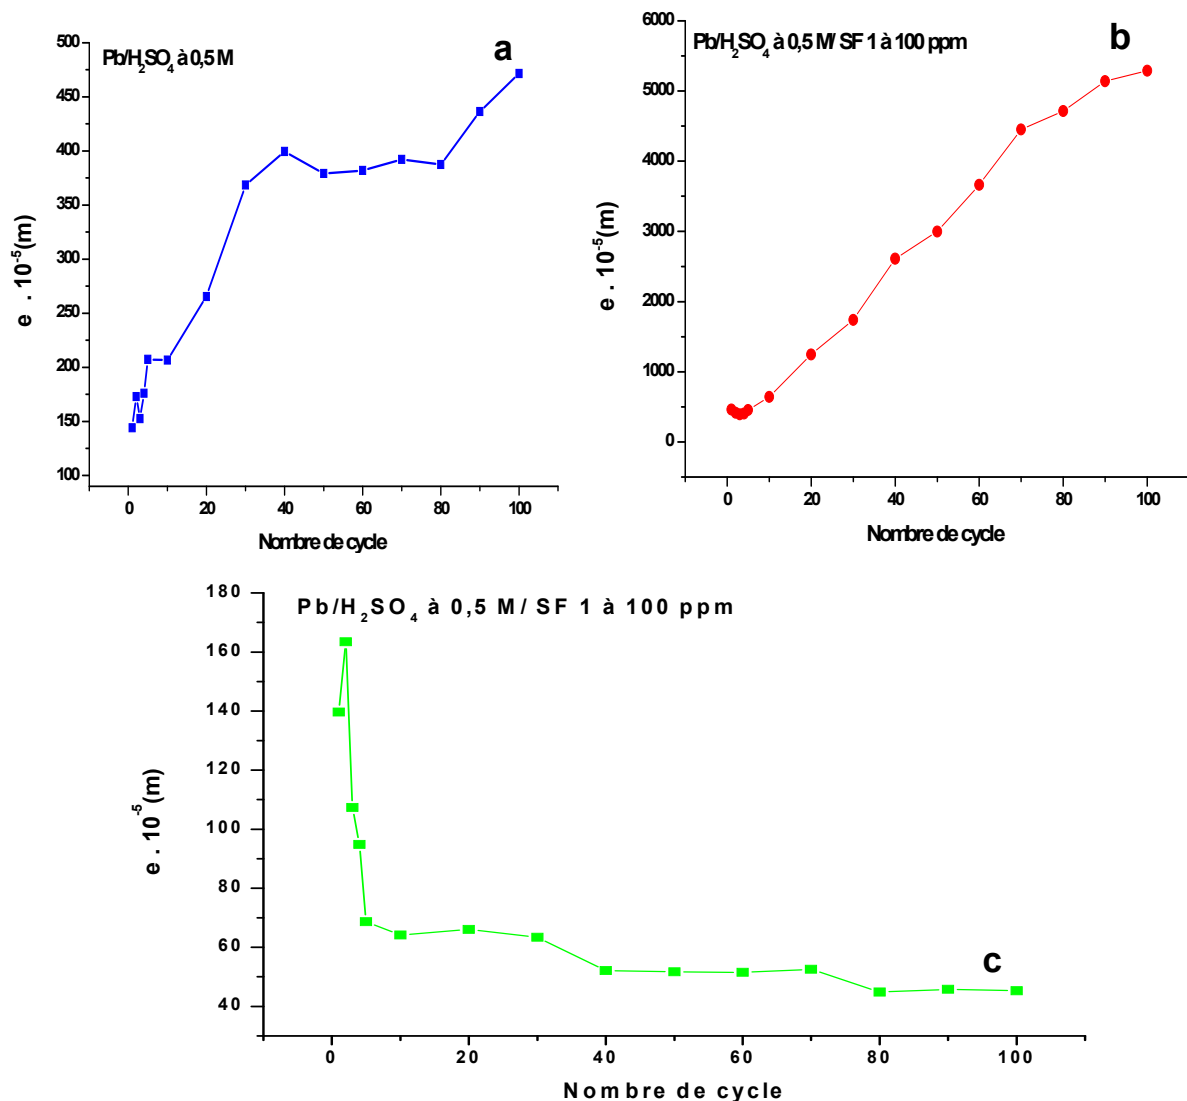 Pb/H₂SO₄ à 0,5 M
a
500
450
400
350
300
250
200
150
100
e . 10⁻⁵(m)
0 20 40 60 80 100
Nombre de cycle
Pb/H₂SO₄ à 0,5 M/ SF 1 à 100 ppm
b
6000
5000
4000
3000
2000
1000
0
e . 10⁻⁵(m)
0 20 40 60 80 100
Nombre de cycle
Pb/H₂SO₄ à 0,5 M/ SF 1 à 100 ppm
180
160
140
120
100
80
60
40
e . 10⁻⁵(m)
c
0 20 40 60 80 100
Nombre de cycle